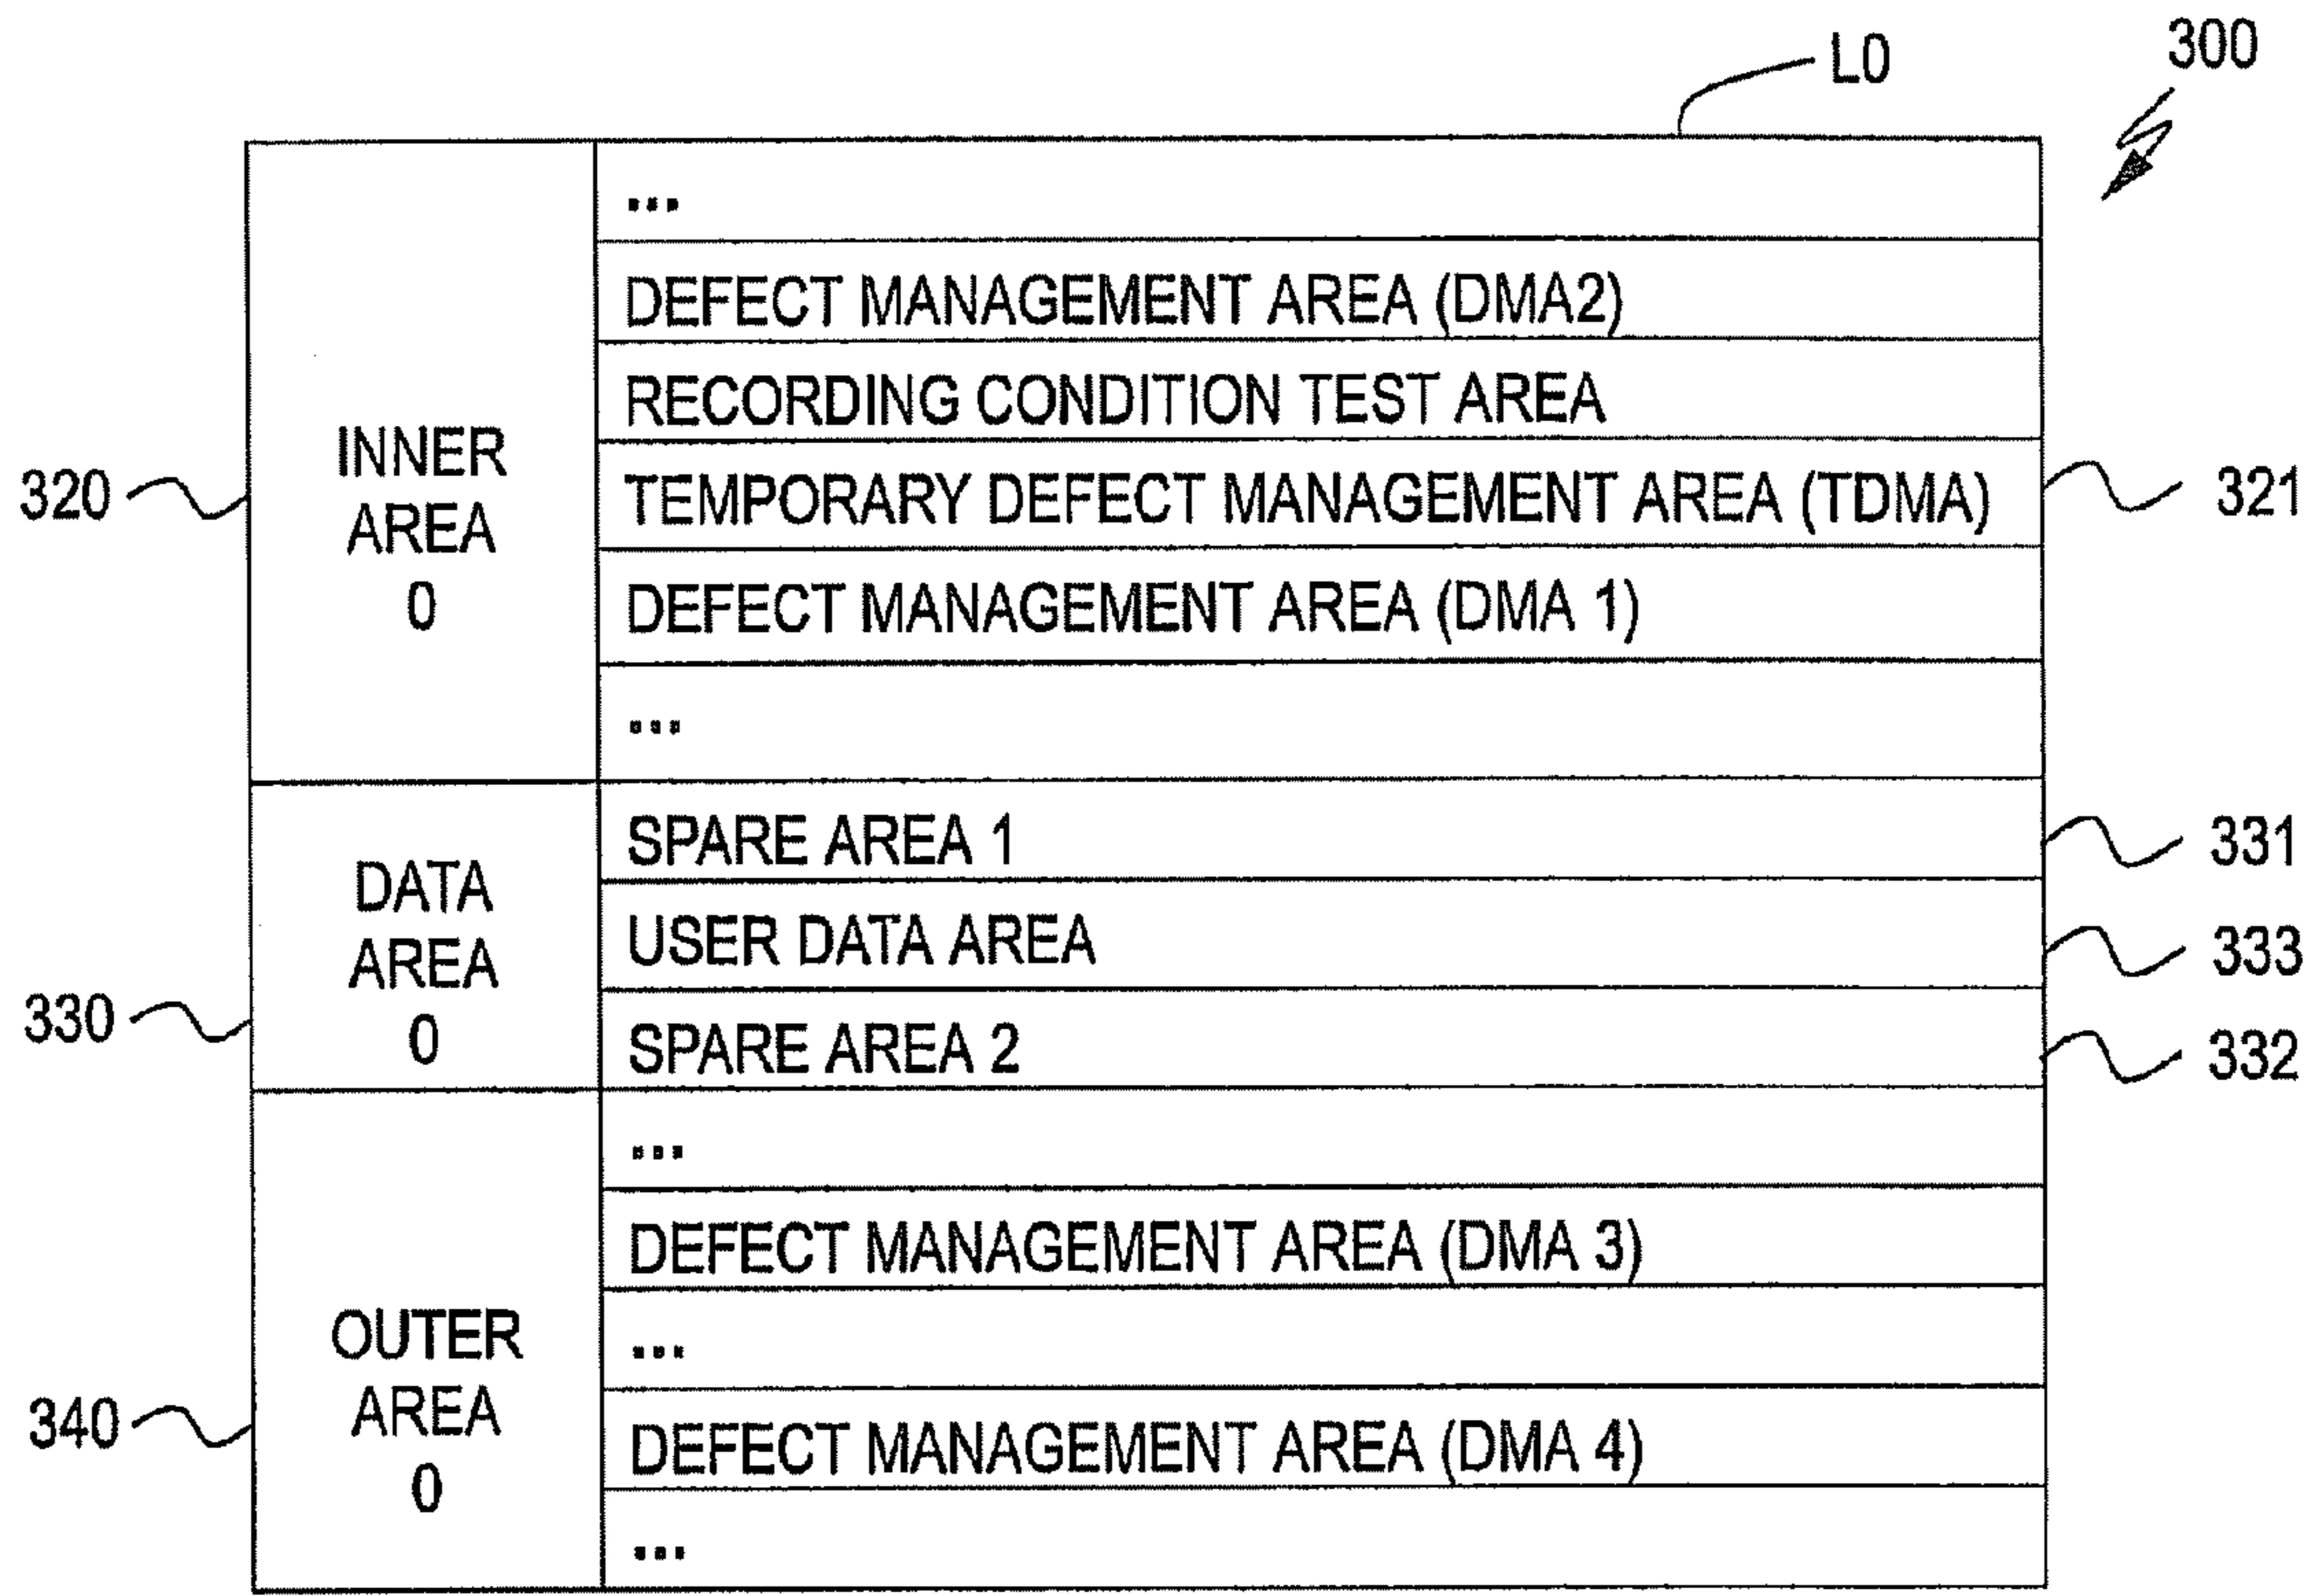 L0
300
...
DEFECT MANAGEMENT AREA (DMA2)
RECORDING CONDITION TEST AREA
320
INNER
AREA
0
TEMPORARY DEFECT MANAGEMENT AREA (TDMA)
321
DEFECT MANAGEMENT AREA (DMA 1)
...
330
DATA
AREA
0
SPARE AREA 1
331
USER DATA AREA
333
SPARE AREA 2
332
340
OUTER
AREA
0
...
DEFECT MANAGEMENT AREA (DMA 3)
...
DEFECT MANAGEMENT AREA (DMA 4)
...